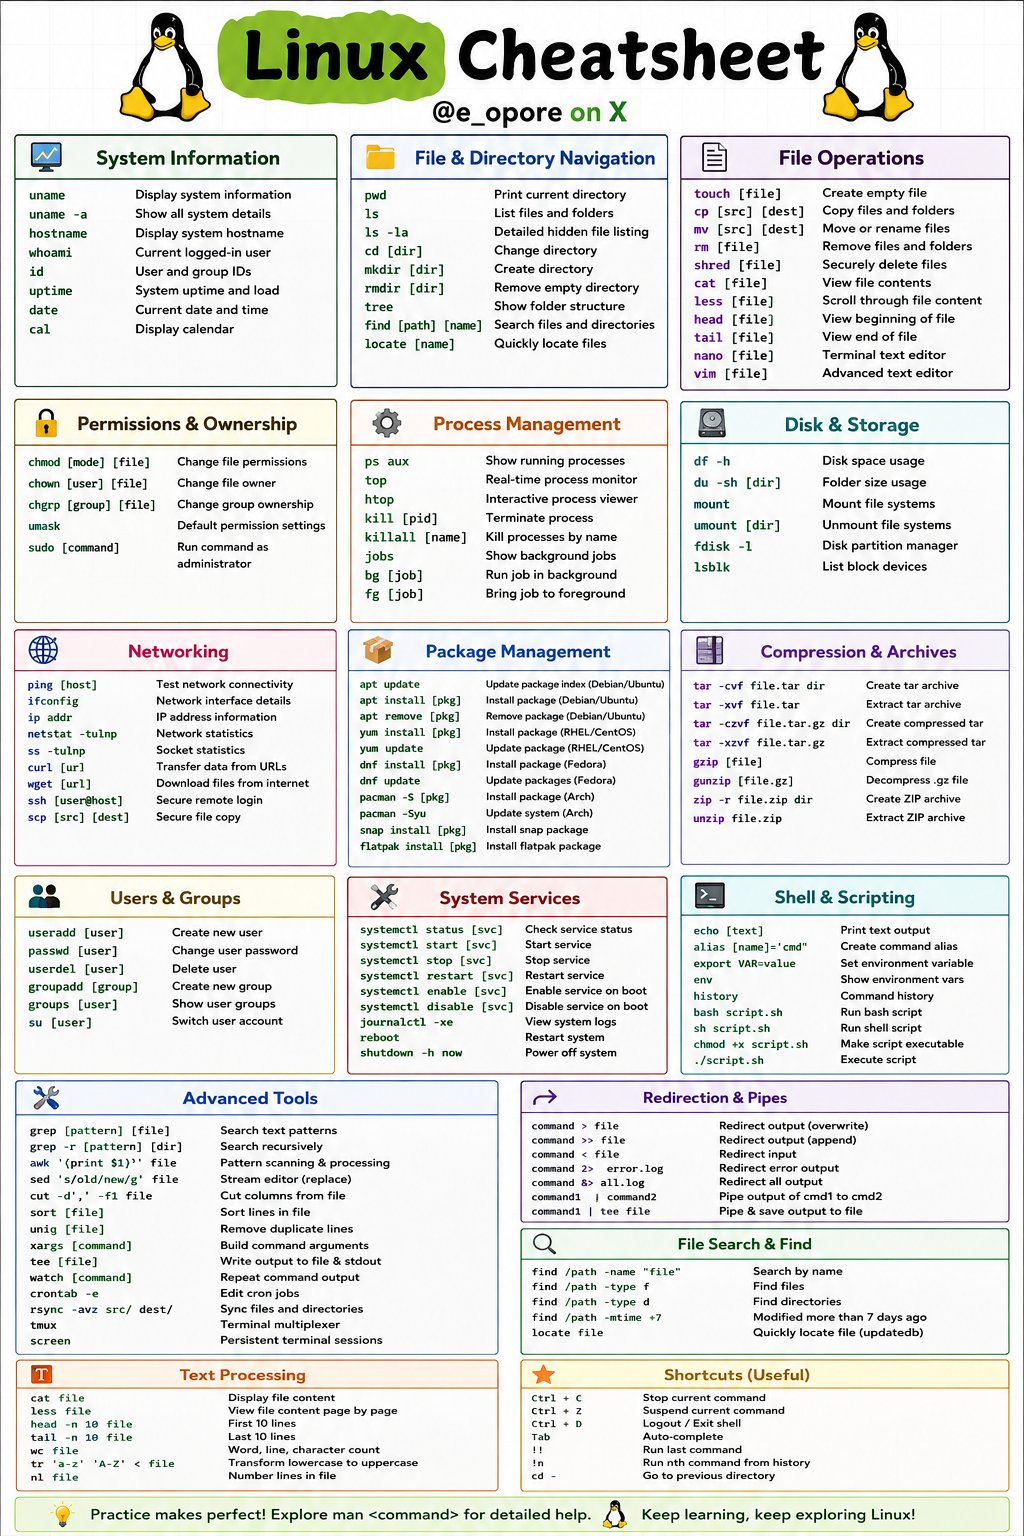 Linux Cheatsheet
@e_opore on X
System Information
uname Display system information
uname -a Show all system details
hostname Display system hostname
whoami Current logged-in user
id User and group IDs
uptime System uptime and load
date Current date and time
cal Display calendar
File & Directory Navigation
pwd Print current directory
ls List files and folders
ls -la Detailed hidden file listing
cd [dir] Change directory
mkdir [dir] Create directory
rmdir [dir] Remove empty directory
tree Show folder structure
find [path] [name] Search files and directories
locate [name] Quickly locate files
File Operations
touch [file] Create empty file
cp [src] [dest] Copy files and folders
mv [src] [dest] Move or rename files
rm [file] Remove files and folders
shred [file] Securely delete files
cat [file] View file contents
less [file] Scroll through file content
head [file] View beginning of file
tail [file] View end of file
nano [file] Terminal text editor
vim [file] Advanced text editor
Permissions & Ownership
chmod [mode] [file] Change file permissions
chown [user] [file] Change file owner
chgrp [group] [file] Change group ownership
umask Default permission settings
sudo [command] Run command as
administrator
Process Management
ps aux Show running processes
top Real-time process monitor
htop Interactive process viewer
kill [pid] Terminate process
killall [name] Kill processes by name
jobs Show background jobs
bg [job] Run job in background
fg [job] Bring job to foreground
Disk & Storage
df -h Disk space usage
du -sh [dir] Folder size usage
mount Mount file systems
umount [dir] Unmount file systems
fdisk -l Disk partition manager
lsblk List block devices
Networking
ping [host] Test network connectivity
ifconfig Network interface details
ip addr IP address information
netstat -tulnp Network statistics
ss -tulnp Socket statistics
curl [ur] Transfer data from URLs
wget [url] Download files from internet
ssh [user@host] Secure remote login
scp [src] [dest] Secure file copy
Package Management
apt update Update package index (Debian/Ubuntu)
apt install [pkg] Install package (Debian/Ubuntu)
apt remove [pkg] Remove package (Debian/Ubuntu)
yum install [pkg] Install package (RHEL/CentOS)
yum update Update package (RHEL/CentOS)
dnf install [pkg] Install package (Fedora)
dnf update Update packages (Fedora)
pacman -S [pkg] Install package (Arch)
pacman -Syu Update system (Arch)
snap install [pkg] Install snap package
flatpak install [pkg] Install flatpak package
Compression & Archives
tar -cvf file.tar dir Create tar archive
tar -xvf file.tar Extract tar archive
tar -czvf file.tar.gz dir Create compressed tar
tar -xzvf file.tar.gz Extract compressed tar
gzip [file] Compress file
gunzip [file.gz] Decompress .gz file
zip -r file.zip dir Create ZIP archive
unzip file.zip Extract ZIP archive
Users & Groups
useradd [user] Create new user
passwd [user] Change user password
userdel [user] Delete user
groupadd [group] Create new group
groups [user] Show user groups
su [user] Switch user account
System Services
systemctl status [svc] Check service status
systemctl start [svc] Start service
systemctl stop [svc] Stop service
systemctl restart [svc] Restart service
systemctl enable [svc] Enable service on boot
systemctl disable [svc] Disable service on boot
journalctl -xe View system logs
reboot Restart system
shutdown -h now Power off system
Shell & Scripting
echo [text] Print text output
alias [name]='cmd" Create command alias
export VAR=value Set environment variable
env Show environment vars
history Command history
bash script.sh Run bash script
sh script.sh Run shell script
chmod +x script.sh Make script executable
./script.sh Execute script
Advanced Tools
grep [pattern] [file] Search text patterns
grep -r [pattern] [dir] Search recursively
awk '(print $1)}' file Pattern scanning & processing
sed 's/old/new/g' file Stream editor (replace)
cut -d',' -f1 file Cut columns from file
sort [file] Sort lines in file
unig [file] Remove duplicate lines
xargs [command] Build command arguments
tee [file] Write output to file & stdout
watch [command] Repeat command output
crontab -e Edit cron jobs
rsync -avz src/ dest/ Sync files and directories
tmux Terminal multiplexer
screen Persistent terminal sessions
Redirection & Pipes
command > file Redirect output (overwrite)
command >> file Redirect output (append)
command < file Redirect input
command 2> error.log Redirect error output
command &> all.log Redirect all output
command1 | command2 Pipe output of cmd1 to cmd2
command1 | tee file Pipe & save output to file
File Search & Find
find /path -name "file" Search by name
find /path -type f Find files
find /path -type d Find directories
find /path -mtime +7 Modified more than 7 days ago
locate file Quickly locate file (updatedb)
Text Processing
cat file Display file content
less file View file content page by page
head -n 10 file First 10 lines
tail -n 10 file Last 10 lines
wc file Word, line, character count
tr 'a-z' 'A-Z' < file Transform lowercase to uppercase
nl file Number lines in file
Shortcuts (Useful)
Ctrl + C Stop current command
Ctrl + Z Suspend current command
Ctrl + D Logout / Exit shell
Tab Auto-complete
!! Run last command
!n Run nth command from history
cd - Go to previous directory
Practice makes perfect! Explore man <command> for detailed help. Keep learning, keep exploring Linux!